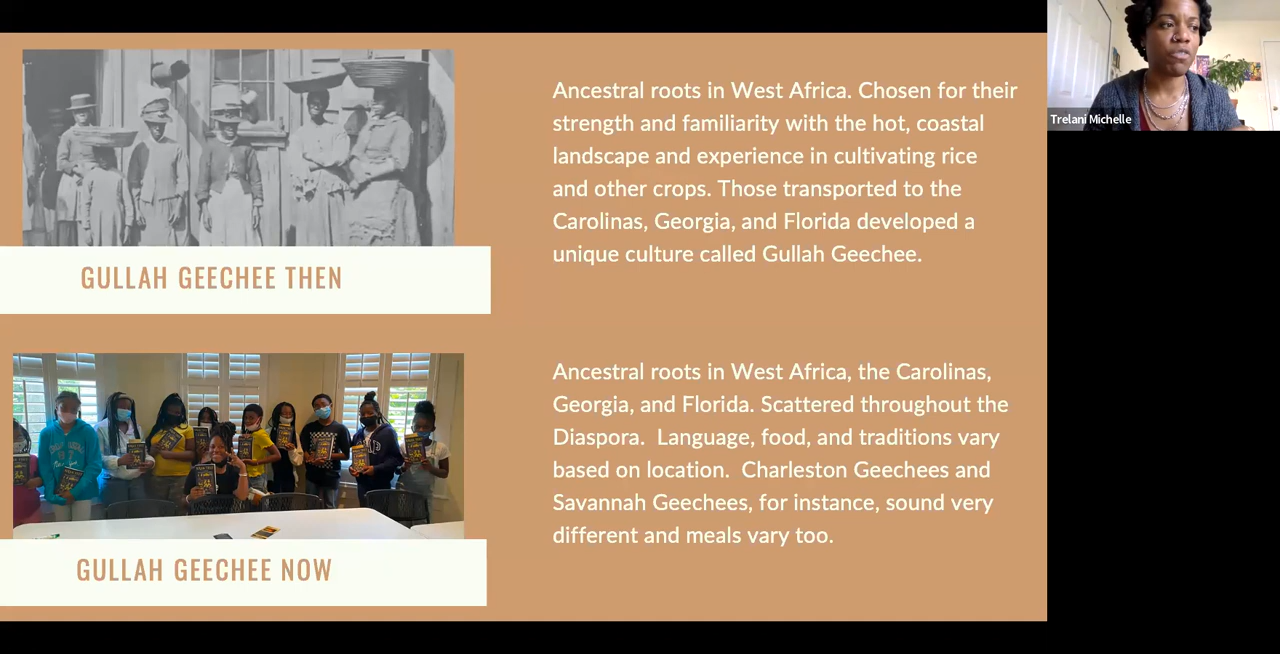 Ancestral roots in West Africa. Chosen for their
strength and familiarity with the hot, coastal
landscape and experience in cultivating rice
and other crops. Those transported to the
Carolinas, Georgia, and Florida developed a
unique culture called Gullah Geechee.
GULLAH GEECHEE THEN
Ancestral roots in West Africa, the Carolinas,
Georgia, and Florida. Scattered throughout the
Diaspora.  Language, food, and traditions vary
based on location.  Charleston Geechees and
Savannah Geechees, for instance, sound very
different and meals vary too.
GULLAH GEECHEE NOW
Trelani Michelle